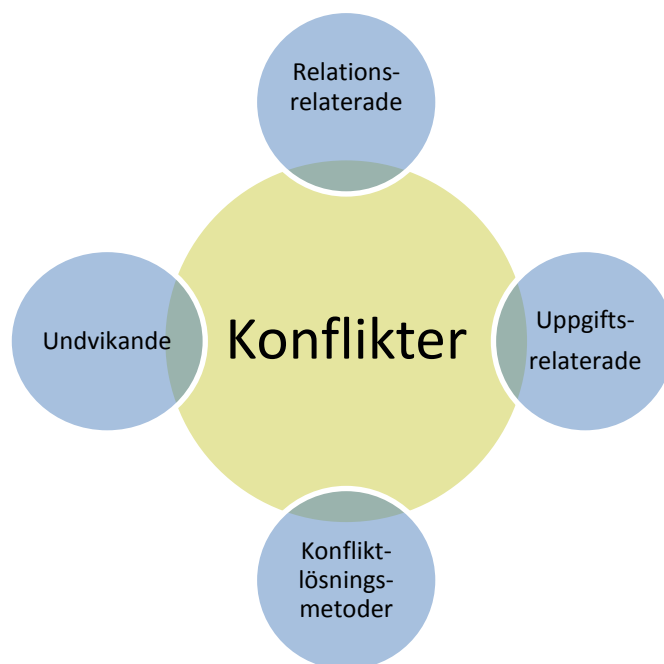 Relations-
relaterade
Undvikande
Konflikter
Uppgifts-
relaterade
Konflikt-
lösnings-
metoder